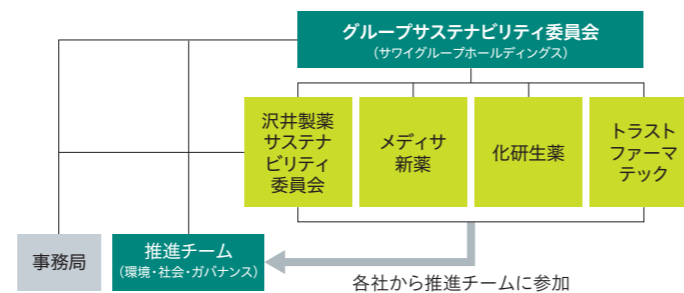 グループサステナビリティ委員会
（サワイグループホールディングス）
沢井製薬
サステナ
ビリティ
委員会
メディサ
新薬
化研生薬
トラスト
ファーマ
テック
事務局
推進チーム
（環境・社会・ガバナンス）
各社から推進チームに参加